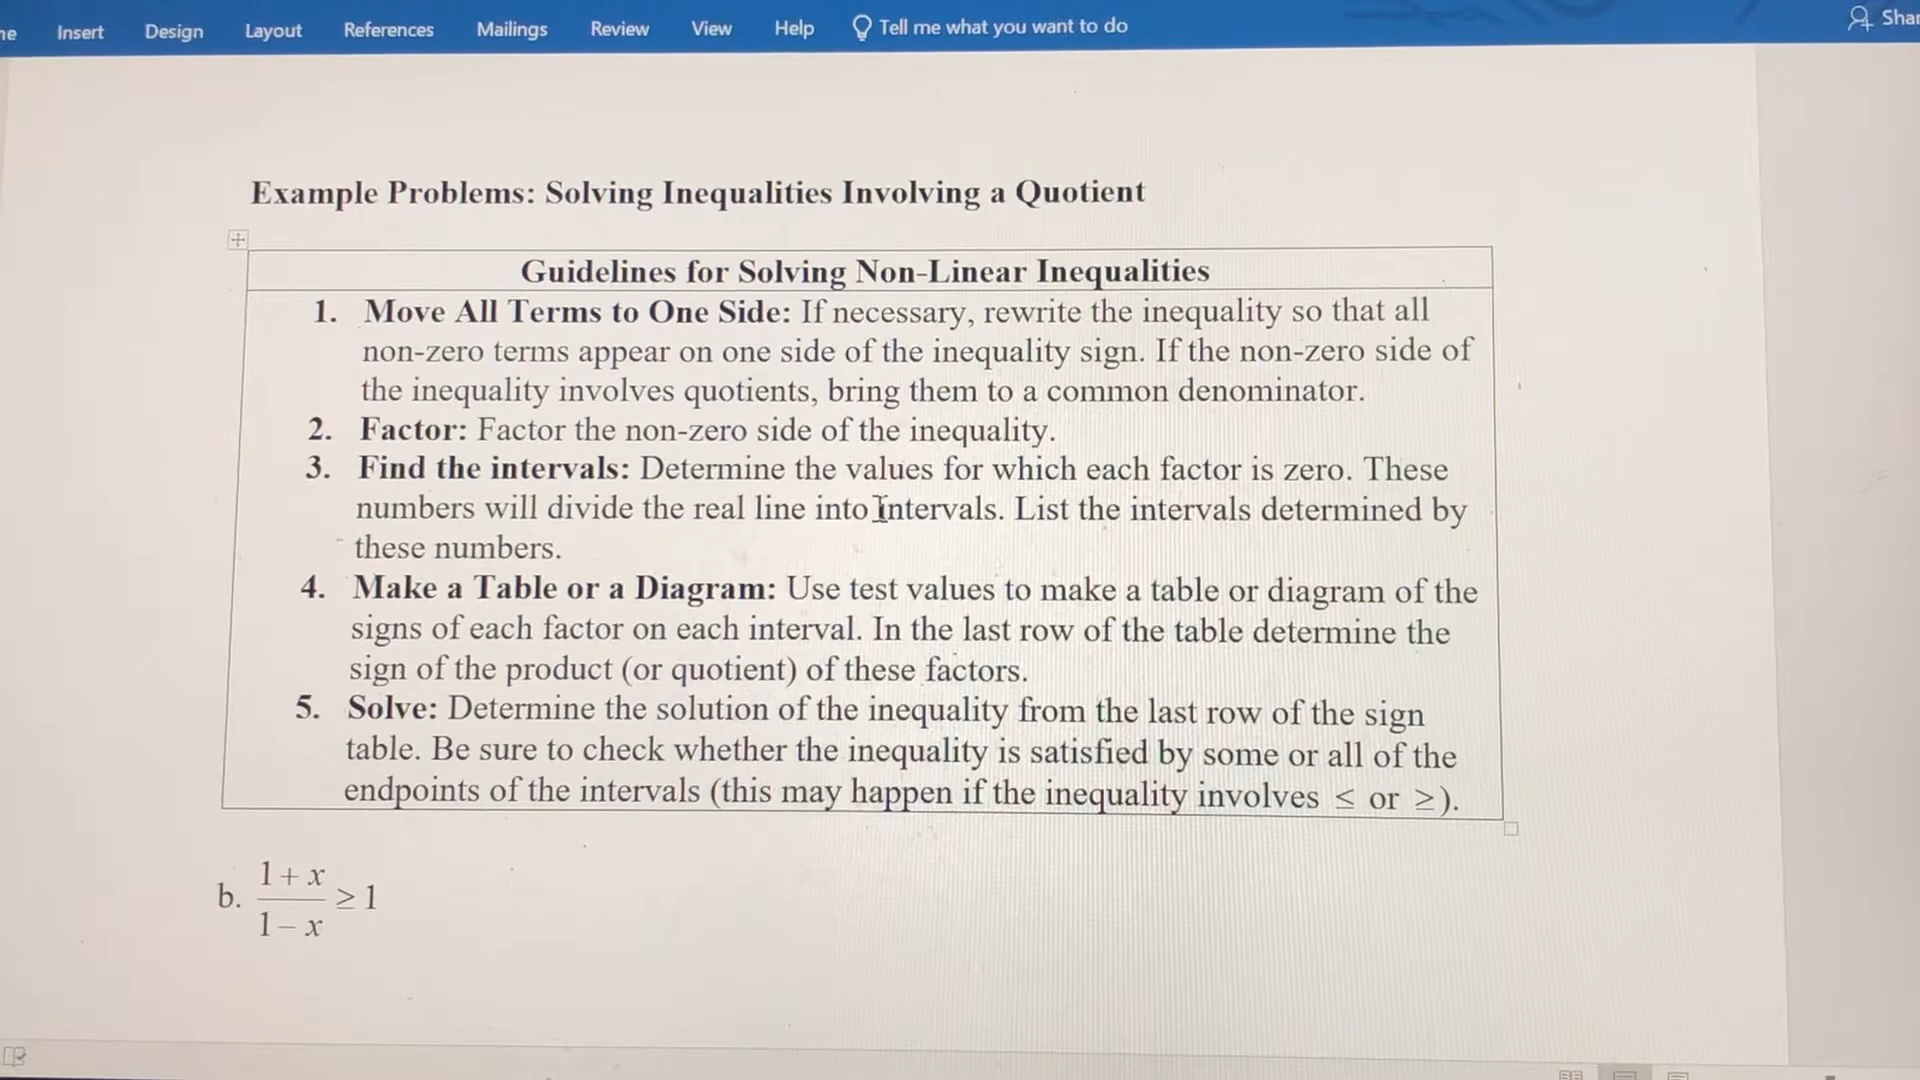 Insert Design Layout References Mailings Review View Help Tell me what you want to do
Example Problems: Solving Inequalities Involving a Quotient
Guidelines for Solving Non-Linear Inequalities
1. Move All Terms to One Side: If necessary, rewrite the inequality so that all
non-zero terms appear on one side of the inequality sign. If the non-zero side of
the inequality involves quotients, bring them to a common denominator.
2. Factor: Factor the non-zero side of the inequality.
3. Find the intervals: Determine the values for which each factor is zero. These
numbers will divide the real line into intervals. List the intervals determined by
these numbers.
4. Make a Table or a Diagram: Use test values to make a table or diagram of the
signs of each factor on each interval. In the last row of the table determine the
sign of the product (or quotient) of these factors.
5. Solve: Determine the solution of the inequality from the last row of the sign
table. Be sure to check whether the inequality is satisfied by some or all of the
endpoints of the intervals (this may happen if the inequality involves ≤ or ≥).
b. (1 + x)/(1 − x) ≥ 1